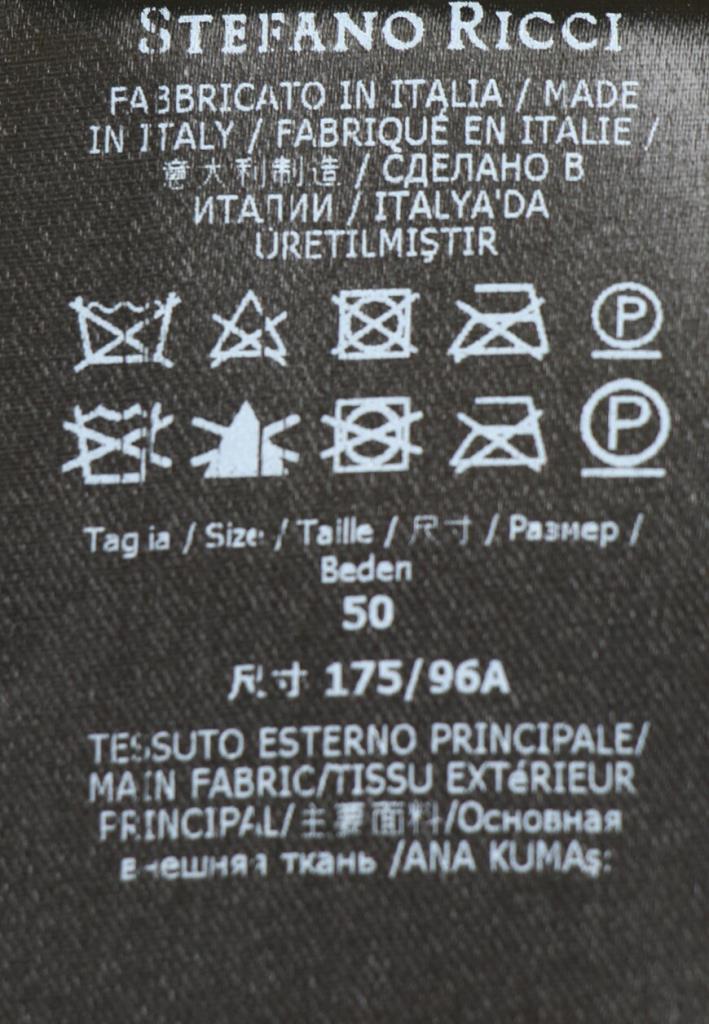 STEFANO RICCI
FABBRICATO IN ITALIA / MADE
IN ITALY / FABRIQUÉ EN ITALIE /
意大利制造 / СДЕЛАНО В
ИТАЛИИ / ITALYA'DA
ÜRETILMIŞTIR
P
P
Taglia / Size / Taille / 尺寸 / Размер /
Beden
50
尺寸 175/96A
TESSUTO ESTERNO PRINCIPALE/
MAIN FABRIC/TISSU EXTéRIEUR
PRINCIPAL/主要面料/Основная
внешняя ткань /ANA KUMAş: